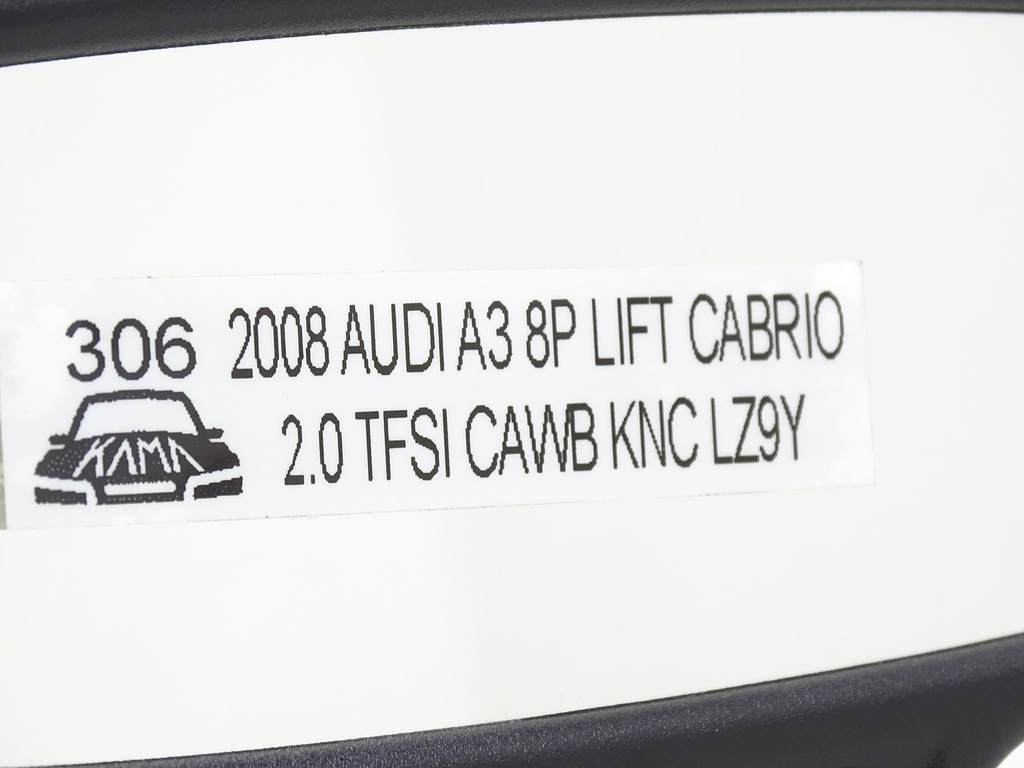 306 2008 AUDI A3 8P LIFT CABRIO
KAMA 2.0 TFSI CAWB KNC LZ9Y